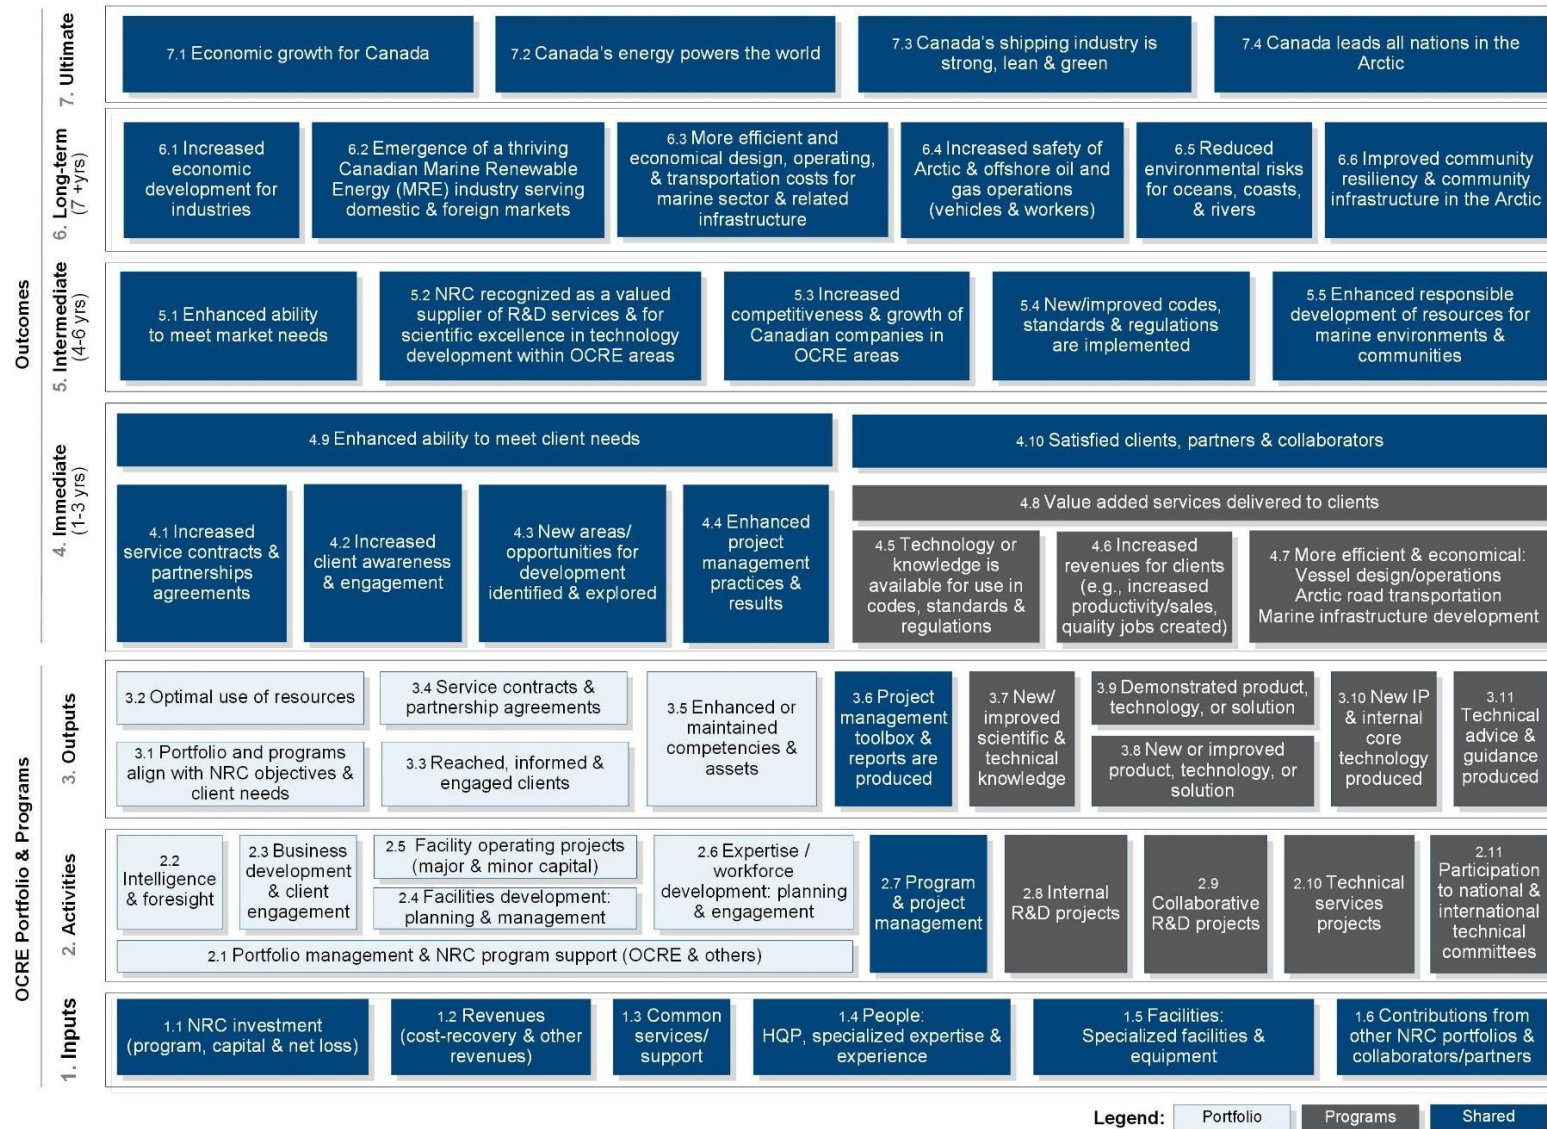 Outcomes
7. Ultimate
7.1 Economic growth for Canada
7.2 Canada's energy powers the world
7.3 Canada's shipping industry is
strong, lean & green
7.4 Canada leads all nations in the
Arctic
6. Long-term
(7 +yrs)
6.1 Increased
economic
development for
industries
6.2 Emergence of a thriving
Canadian Marine Renewable
Energy (MRE) industry serving
domestic & foreign markets
6.3 More efficient and
economical design, operating,
& transportation costs for
marine sector & related
infrastructure
6.4 Increased safety of
Arctic & offshore oil and
gas operations
(vehicles & workers)
6.5 Reduced
environmental risks
for oceans, coasts,
& rivers
6.6 Improved community
resiliency & community
infrastructure in the Arctic
5. Intermediate
(4-6 yrs)
5.1 Enhanced ability
to meet market needs
5.2 NRC recognized as a valued
supplier of R&D services & for
scientific excellence in technology
development within OCRE areas
5.3 Increased
competitiveness & growth of
Canadian companies in
OCRE areas
5.4 New/improved codes,
standards & regulations
are implemented
5.5 Enhanced responsible
development of resources for
marine environments &
communities
4. Immediate
(1-3 yrs)
4.9 Enhanced ability to meet client needs
4.10 Satisfied clients, partners & collaborators
4.8 Value added services delivered to clients
4.1 Increased
service contracts &
partnerships
agreements
4.2 Increased
client awareness
& engagement
4.3 New areas/
opportunities for
development
identified & explored
4.4 Enhanced
project
management
practices &
results
4.5 Technology or
knowledge is
available for use in
codes, standards &
regulations
4.6 Increased
revenues for clients
(e.g., increased
productivity/sales,
quality jobs created)
4.7 More efficient & economical:
Vessel design/operations
Arctic road transportation
Marine infrastructure development
OCRE Portfolio & Programs
3. Outputs
3.2 Optimal use of resources
3.1 Portfolio and programs
align with NRC objectives &
client needs
3.4 Service contracts &
partnership agreements
3.3 Reached, informed &
engaged clients
3.5 Enhanced or
maintained
competencies &
assets
3.6 Project
management
toolbox &
reports are
produced
3.7 New/
improved
scientific &
technical
knowledge
3.9 Demonstrated product,
technology, or solution
3.8 New or improved
product, technology, or
solution
3.10 New IP
& internal
core
technology
produced
3.11
Technical
advice &
guidance
produced
2. Activities
2.2
Intelligence
& foresight
2.3 Business
development
& client
engagement
2.5 Facility operating projects
(major & minor capital)
2.4 Facilities development:
planning & management
2.6 Expertise /
workforce
development: planning
& engagement
2.1 Portfolio management & NRC program support (OCRE & others)
2.7 Program
& project
management
2.8 Internal
R&D projects
2.9
Collaborative
R&D projects
2.10 Technical
services
projects
2.11
Participation
to national &
international
technical
committees
1. Inputs
1.1 NRC investment
(program, capital & net loss)
1.2 Revenues
(cost-recovery & other
revenues)
1.3 Common
services/
support
1.4 People:
HQP, specialized expertise &
experience
1.5 Facilities:
Specialized facilities &
equipment
1.6 Contributions from
other NRC portfolios &
collaborators/partners
Legend: Portfolio Programs Shared